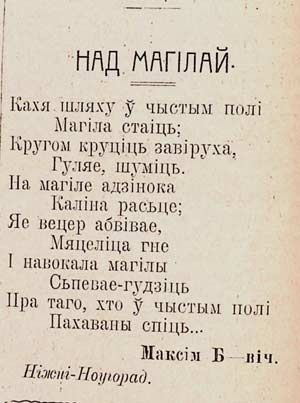 НАД МАГІЛАЙ.
Кахя шляху ў чыстым полі
Магіла стаіць;
Кругом круціць завіруха,
Гуляе, шуміць.
На магіле адзінока
Каліна расьце;
Яе вецер абвівае,
Мяцеліца гне
І навокала магілы
Сьпевае-гудзіць
Пра таго, хто ў чыстым полі
Пахаваны спіць...
Максім Б—віч.
Ніжні-Ноугорад.